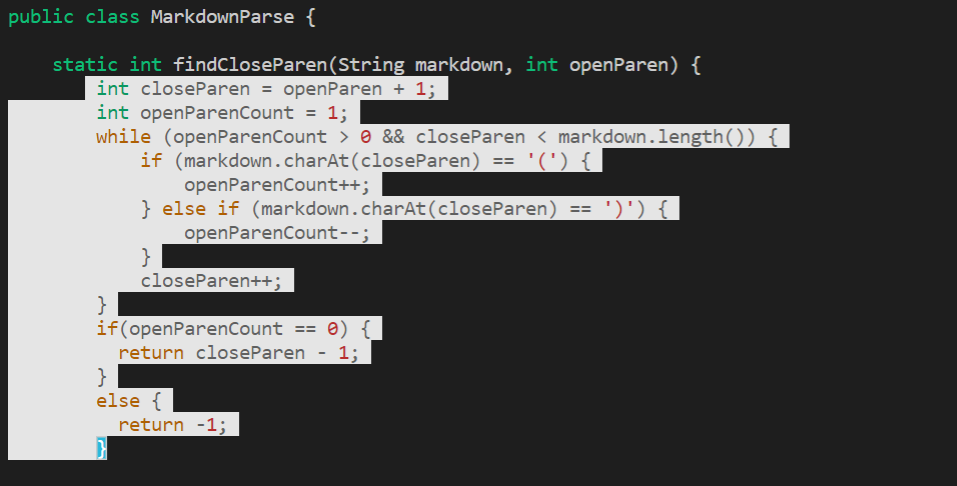 public class MarkdownParse {
static int findCloseParen(String markdown, int openParen) {
int closeParen = openParen + 1;
int openParenCount = 1;
while (openParenCount > 0 && closeParen < markdown.length()) {
if (markdown.charAt(closeParen) == '(') {
openParenCount++;
} else if (markdown.charAt(closeParen) == ')') {
openParenCount--;
}
closeParen++;
}
if(openParenCount == 0) {
return closeParen - 1;
}
else {
return -1;
}